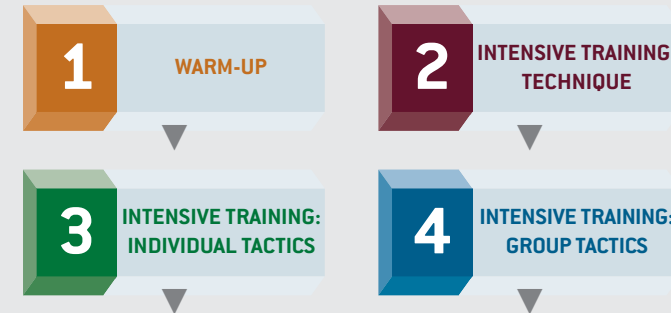 1
WARM-UP
2
INTENSIVE TRAINING
TECHNIQUE
3
INTENSIVE TRAINING:
INDIVIDUAL TACTICS
4
INTENSIVE TRAINING:
GROUP TACTICS